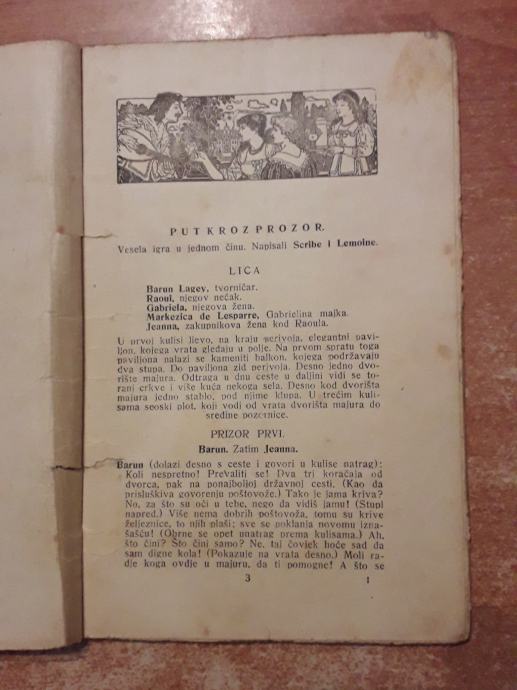 PUT KROZ PROZOR.
Vesela igra u jednom činu. Napisali Scribe i Lemoine.
LICA
Barun Lagey, tvorničar.
Raoul, njegov nećak.
Gabriela, njegova žena.
Markezica de Lesparre, Gabrielina majka.
Jeanna, zakupnikova žena kod Raoula.
U prvoj kulisi lijevo, na kraju perivoja, elegantni pavi-
ljon, kojega vrata gledaju u polje. Na prvom spratu toga
paviljona nalazi se kameniti balkon, kojega podržavaju
dva stupa. Do paviljona zid perivoja. Desno jedno dvo-
rište majura. Odtraga u dnu ceste u daljini vidi se to-
ranj crkve i više kuća nekoga sela. Desno kod dvorišta
majura jedno stablo, pod njime klupa. U trećim kuli-
sama seoski plot, koji vodi od vrata dvorišta majura do
sredine pozornice.
PRIZOR PRVI.
Barun. Zatim Jeanna.
Barun (dolazi desno s ceste i govori u kulise natrag):
Koli nespretno! Prevaliti se! Dva tri koračaja od
dvorca, pak na ponajboljoj državnoj cesti. (Kao da
prisluškiva govorenju poštovože.) Tako je jama kriva?
No, za što su oči u tebe, nego da vidiš jamu! (Stupi
napred.) Više nema dobrih poštovoža, tomu su krive
željeznice, to njih plaši; sve se poklanja novomu izna-
šašću! (Obrne se opet unatrag prema kulisama.) Ah,
što čini? Što čini samo? Ne, taj čovjek hoće sad da
sam digne kola! (Pokazuje na vrata desno.) Moli ra-
dje koga ovdje u majuru, da ti pomogne! A što se
3 1